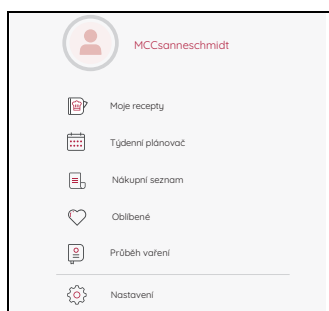 MCCsanneschmidt
Moje recepty
Týdenní plánovač
Nákupní seznam
Oblíbené
Průběh vaření
Nastavení